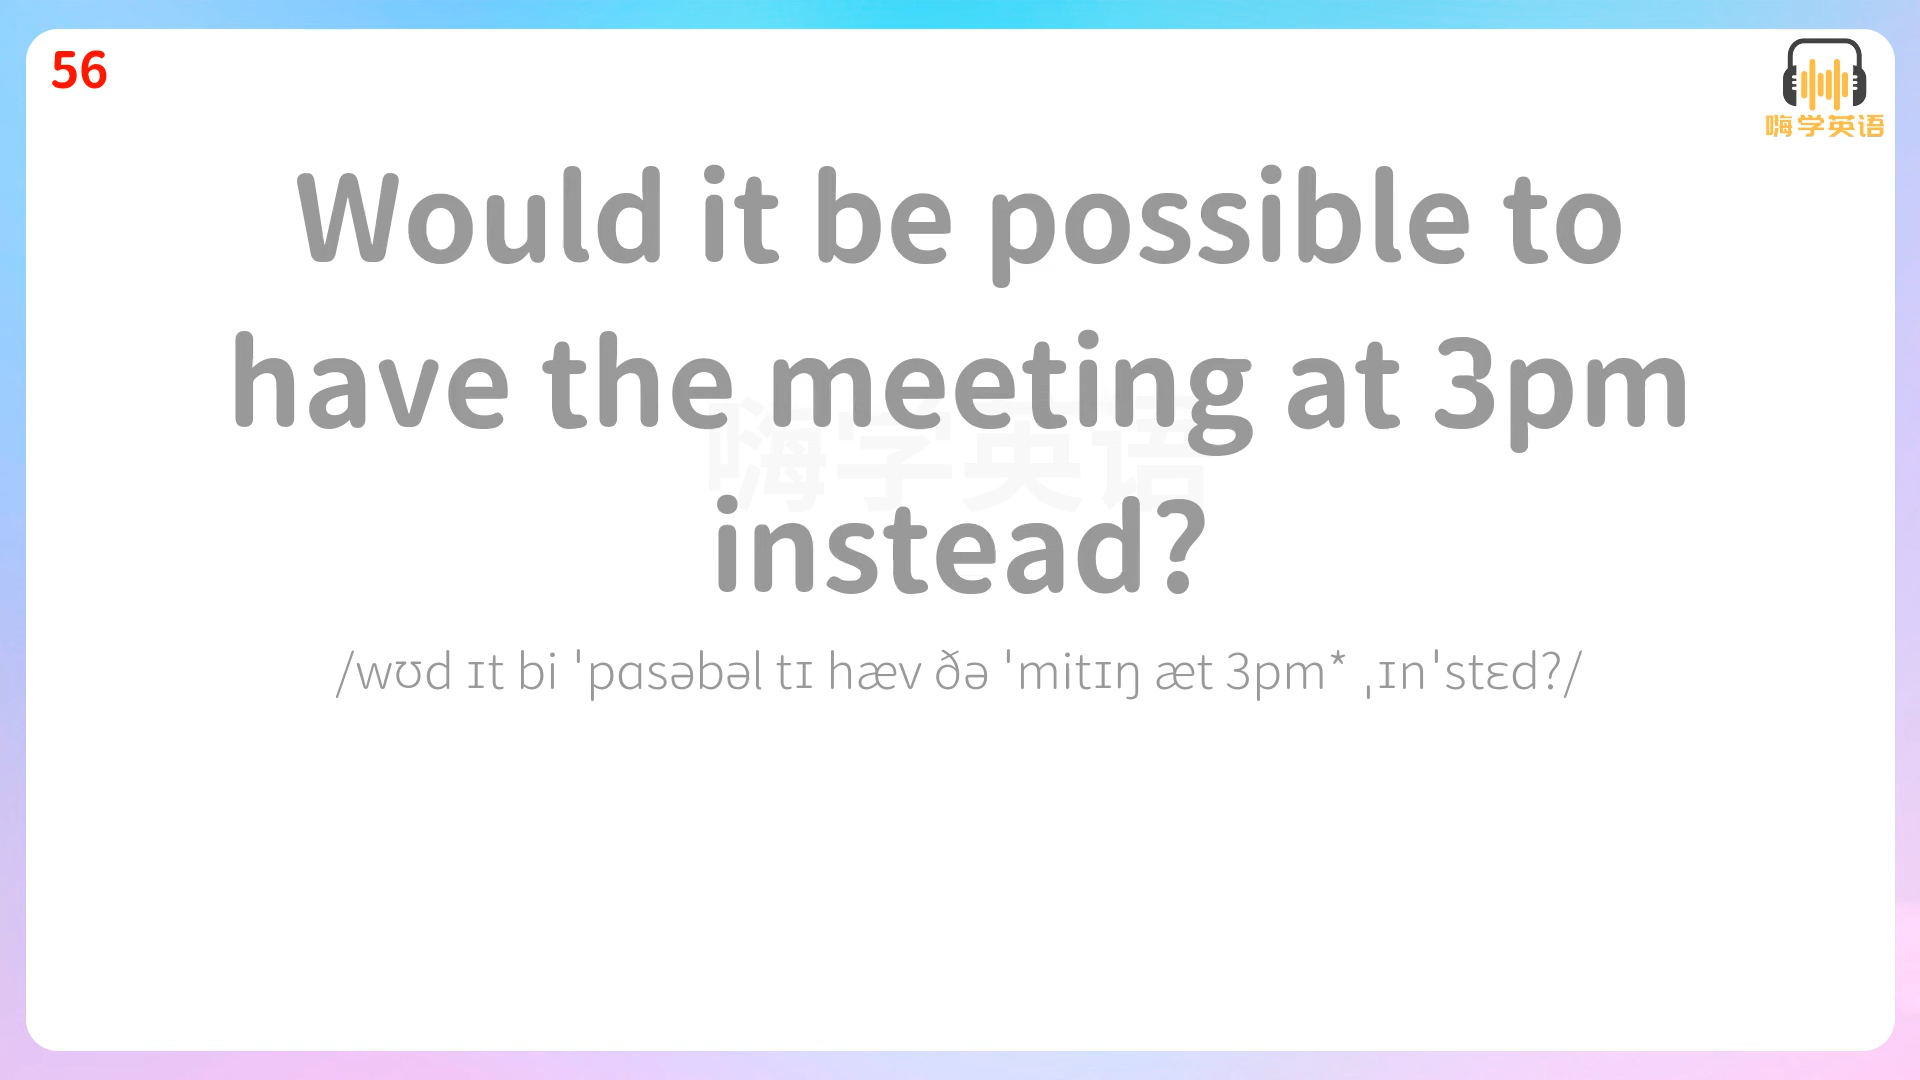 56
嗨学英语
Would it be possible to
have the meeting at 3pm
嗨学英语
instead?
/wʊd ɪt bi ˈpɑsəbəl tɪ hæv ðə ˈmitɪŋ æt 3pm* ˌɪnˈstɛd?/